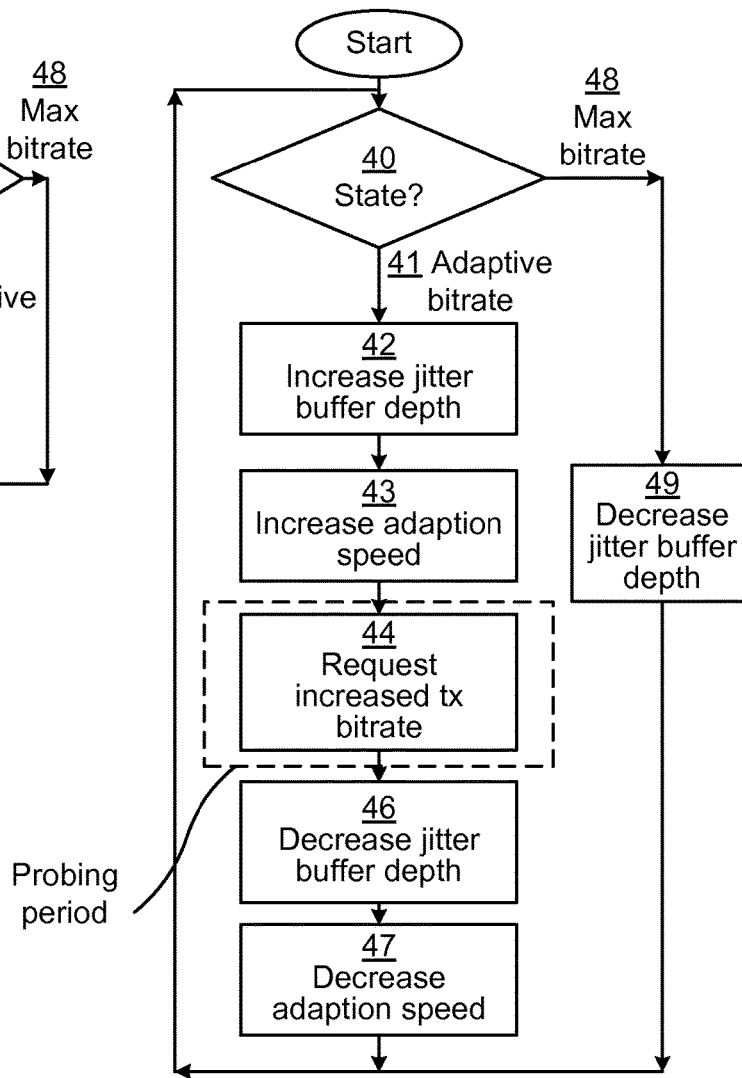 Start
48
Max
bitrate
48
Max
bitrate
40
State?
41 Adaptive
bitrate
ive
42
Increase jitter
buffer depth
43
Increase adaption
speed
49
Decrease
jitter buffer
depth
44
Request
increased tx
bitrate
46
Decrease jitter
buffer depth
Probing
period
47
Decrease
adaption speed